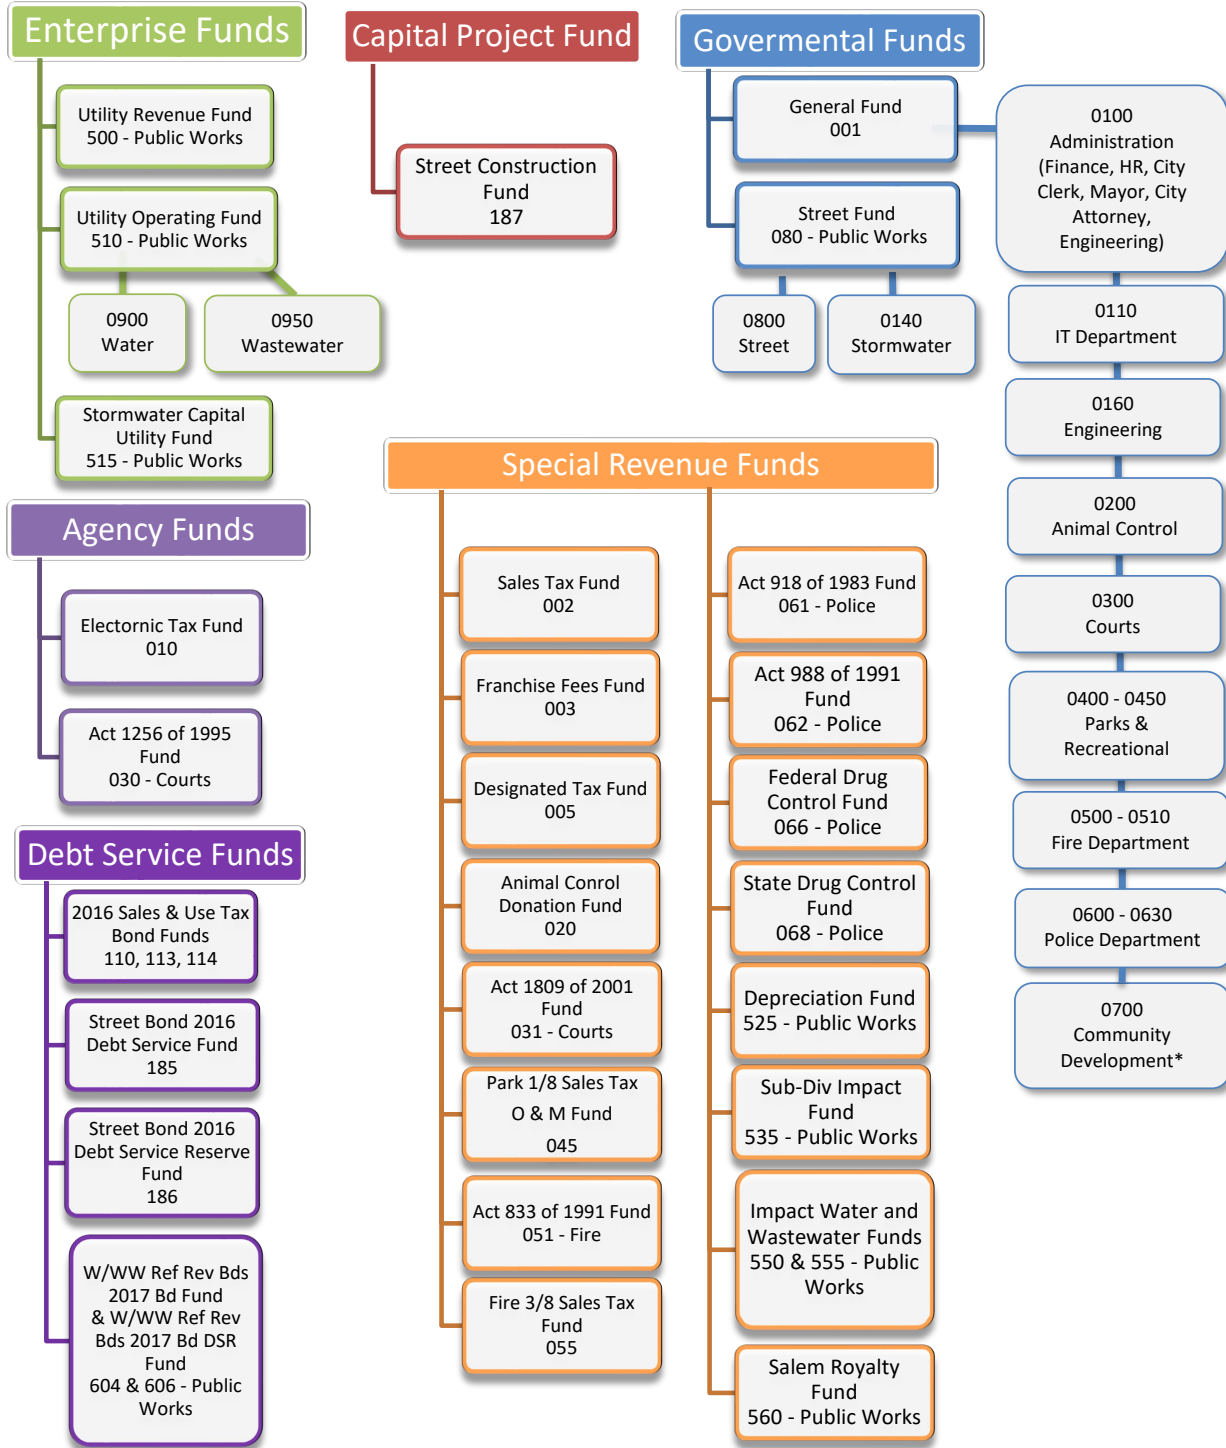 Enterprise Funds
Utility Revenue Fund
500 - Public Works
Utility Operating Fund
510 - Public Works
0900
Water
0950
Wastewater
Stormwater Capital
Utility Fund
515 - Public Works
Agency Funds
Electornic Tax Fund
010
Act 1256 of 1995
Fund
030 - Courts
Debt Service Funds
2016 Sales & Use Tax
Bond Funds
110, 113, 114
Street Bond 2016
Debt Service Fund
185
Street Bond 2016
Debt Service Reserve
Fund
186
W/WW Ref Rev Bds
2017 Bd Fund
& W/WW Ref Rev
Bds 2017 Bd DSR
Fund
604 & 606 - Public
Works
Capital Project Fund
Street Construction
Fund
187
Govermental Funds
General Fund
001
Street Fund
080 - Public Works
0800
Street
0140
Stormwater
0100
Administration
(Finance, HR, City
Clerk, Mayor, City
Attorney,
Engineering)
0110
IT Department
0160
Engineering
0200
Animal Control
0300
Courts
0400 - 0450
Parks &
Recreational
0500 - 0510
Fire Department
0600 - 0630
Police Department
0700
Community
Development*
Special Revenue Funds
Sales Tax Fund
002
Franchise Fees Fund
003
Designated Tax Fund
005
Animal Conrol
Donation Fund
020
Act 1809 of 2001
Fund
031 - Courts
Park 1/8 Sales Tax
O & M Fund
045
Act 833 of 1991 Fund
051 - Fire
Fire 3/8 Sales Tax
Fund
055
Act 918 of 1983 Fund
061 - Police
Act 988 of 1991
Fund
062 - Police
Federal Drug
Control Fund
066 - Police
State Drug Control
Fund
068 - Police
Depreciation Fund
525 - Public Works
Sub-Div Impact
Fund
535 - Public Works
Impact Water and
Wastewater Funds
550 & 555 - Public
Works
Salem Royalty
Fund
560 - Public Works